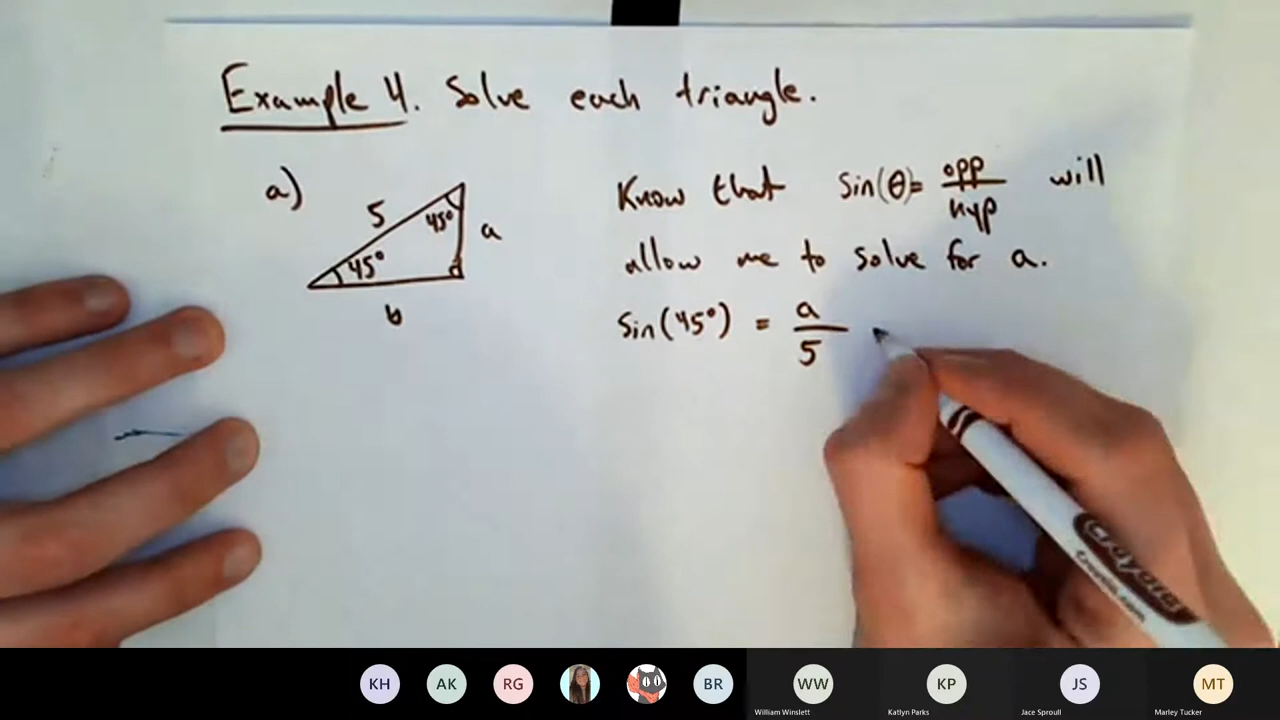 Example 4. Solve each triangle.
a)
5
45°
a
45°
b
Know that Sin(θ)= opp/hyp will
allow me to solve for a.
Sin(45°) = a/5
Crayola
KH AK RG BR WW KP JS MT
William Winslett Katlyn Parks Jace Sproull Marley Tucker